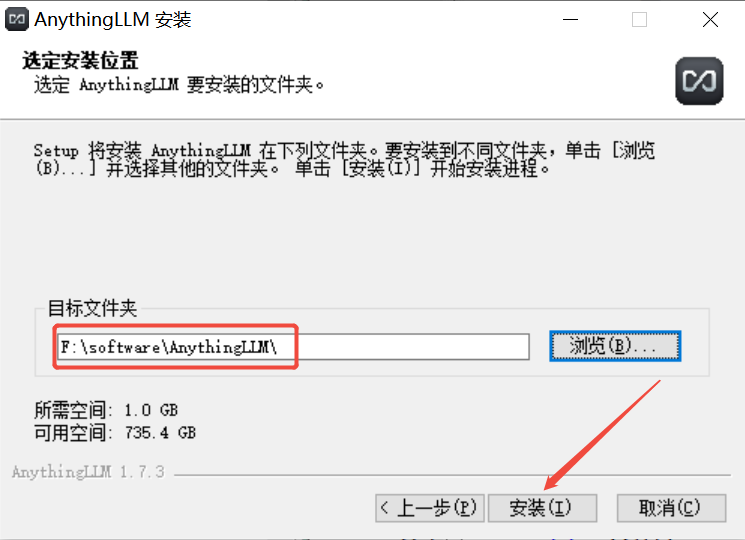 AnythingLLM 安装
选定安装位置
选定 AnythingLLM 要安装的文件夹。
Setup 将安装 AnythingLLM 在下列文件夹。要安装到不同文件夹，单击 [浏览
(B)...] 并选择其他的文件夹。 单击 [安装(I)] 开始安装进程。
目标文件夹
F:\software\AnythingLLM\
浏览(B)...
所需空间: 1.0 GB
可用空间: 735.4 GB
AnythingLLM 1.7.3
< 上一步(P)
安装(I)
取消(C)